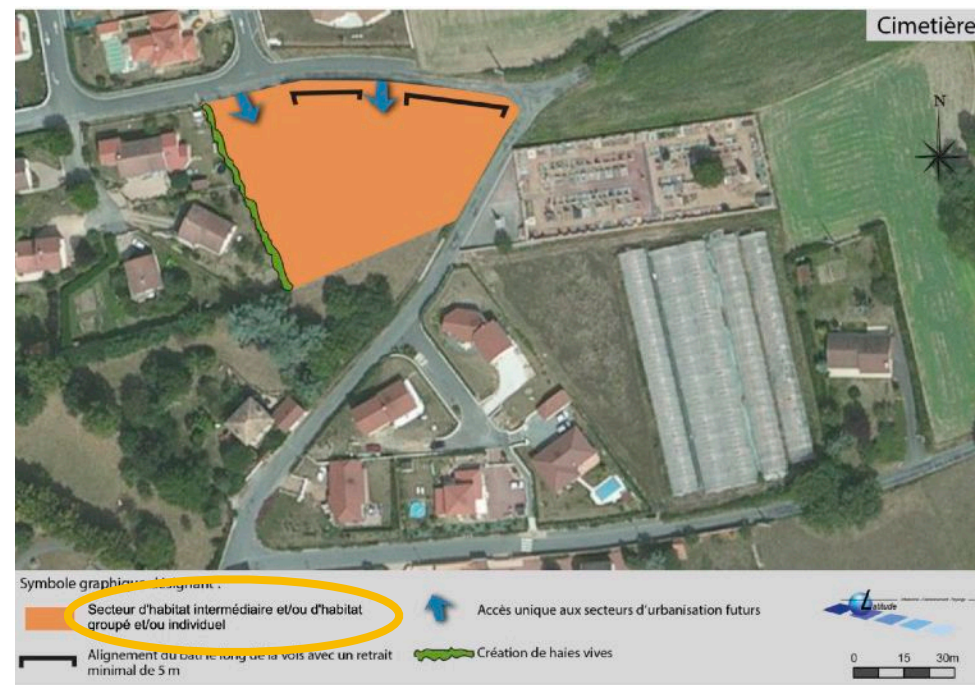 Cimetière
N
Symbole graphique désignant :
Secteur d'habitat intermédiaire et/ou d'habitat
groupé et/ou individuel
Alignement du bâti le long de la vois avec un retrait
minimal de 5 m
Accès unique aux secteurs d'urbanisation futurs
Création de haies vives
Latitude
0 15 30m